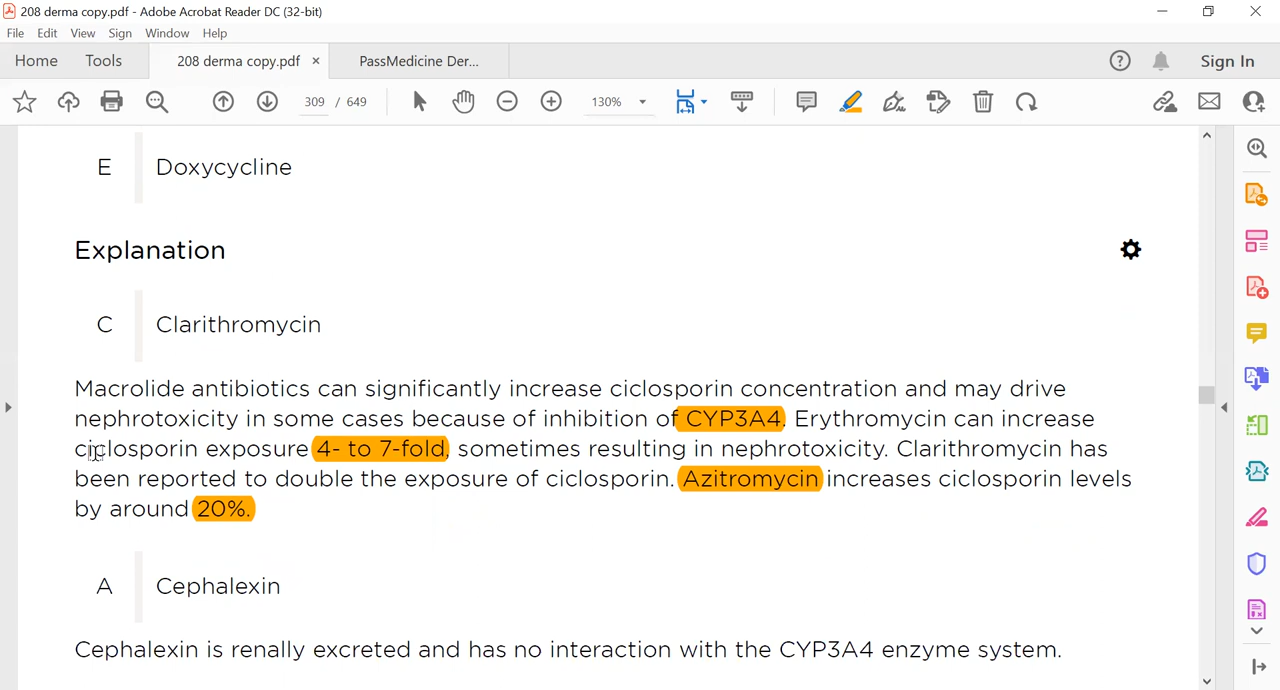 208 derma copy.pdf - Adobe Acrobat Reader DC (32-bit)
File Edit View Sign Window Help
Home Tools 208 derma copy.pdf × PassMedicine Der... Sign In
309 / 649 130%
E Doxycycline
Explanation
C Clarithromycin
Macrolide antibiotics can significantly increase ciclosporin concentration and may drive
nephrotoxicity in some cases because of inhibition of CYP3A4. Erythromycin can increase
ciclosporin exposure 4- to 7-fold, sometimes resulting in nephrotoxicity. Clarithromycin has
been reported to double the exposure of ciclosporin. Azitromycin increases ciclosporin levels
by around 20%.
A Cephalexin
Cephalexin is renally excreted and has no interaction with the CYP3A4 enzyme system.